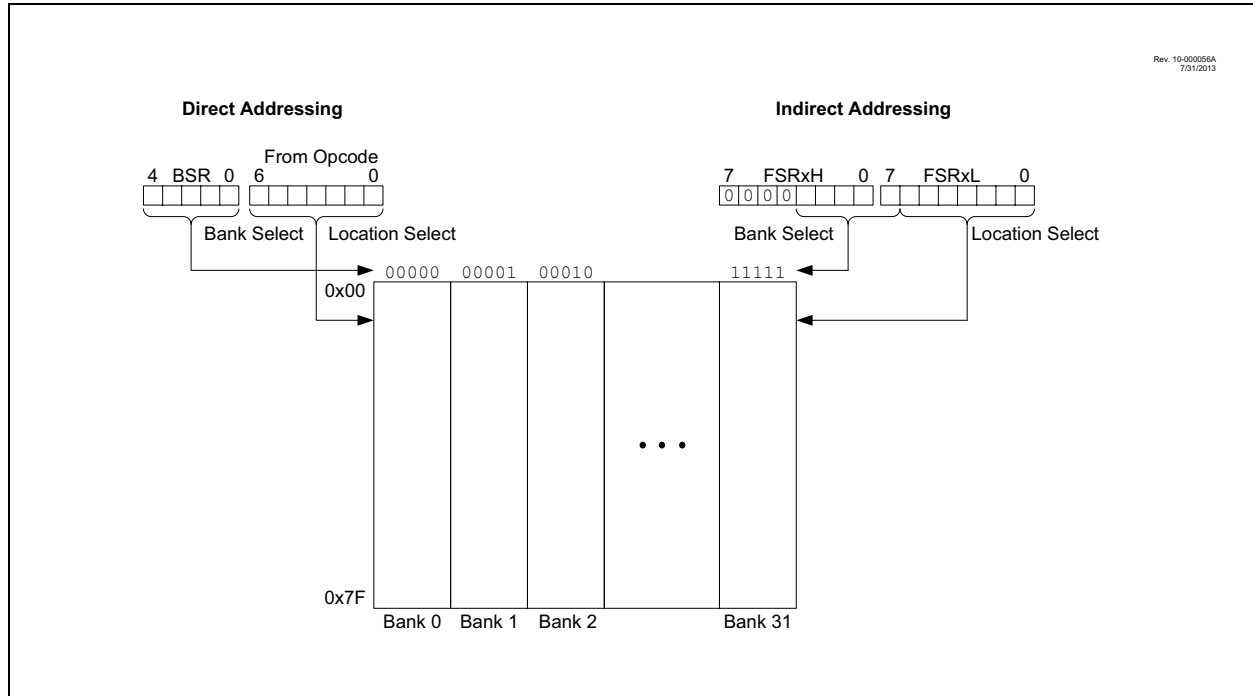 Rev. 10-000056A
7/31/2013
Direct Addressing
Indirect Addressing
From Opcode
4 BSR 0 6 0
7 FSRxH 0 7 FSRxL 0
0 0 0 0
Bank Select Location Select
Bank Select Location Select
00000 00001 00010 11111
0x00
• • •
0x7F
Bank 0 Bank 1 Bank 2 Bank 31